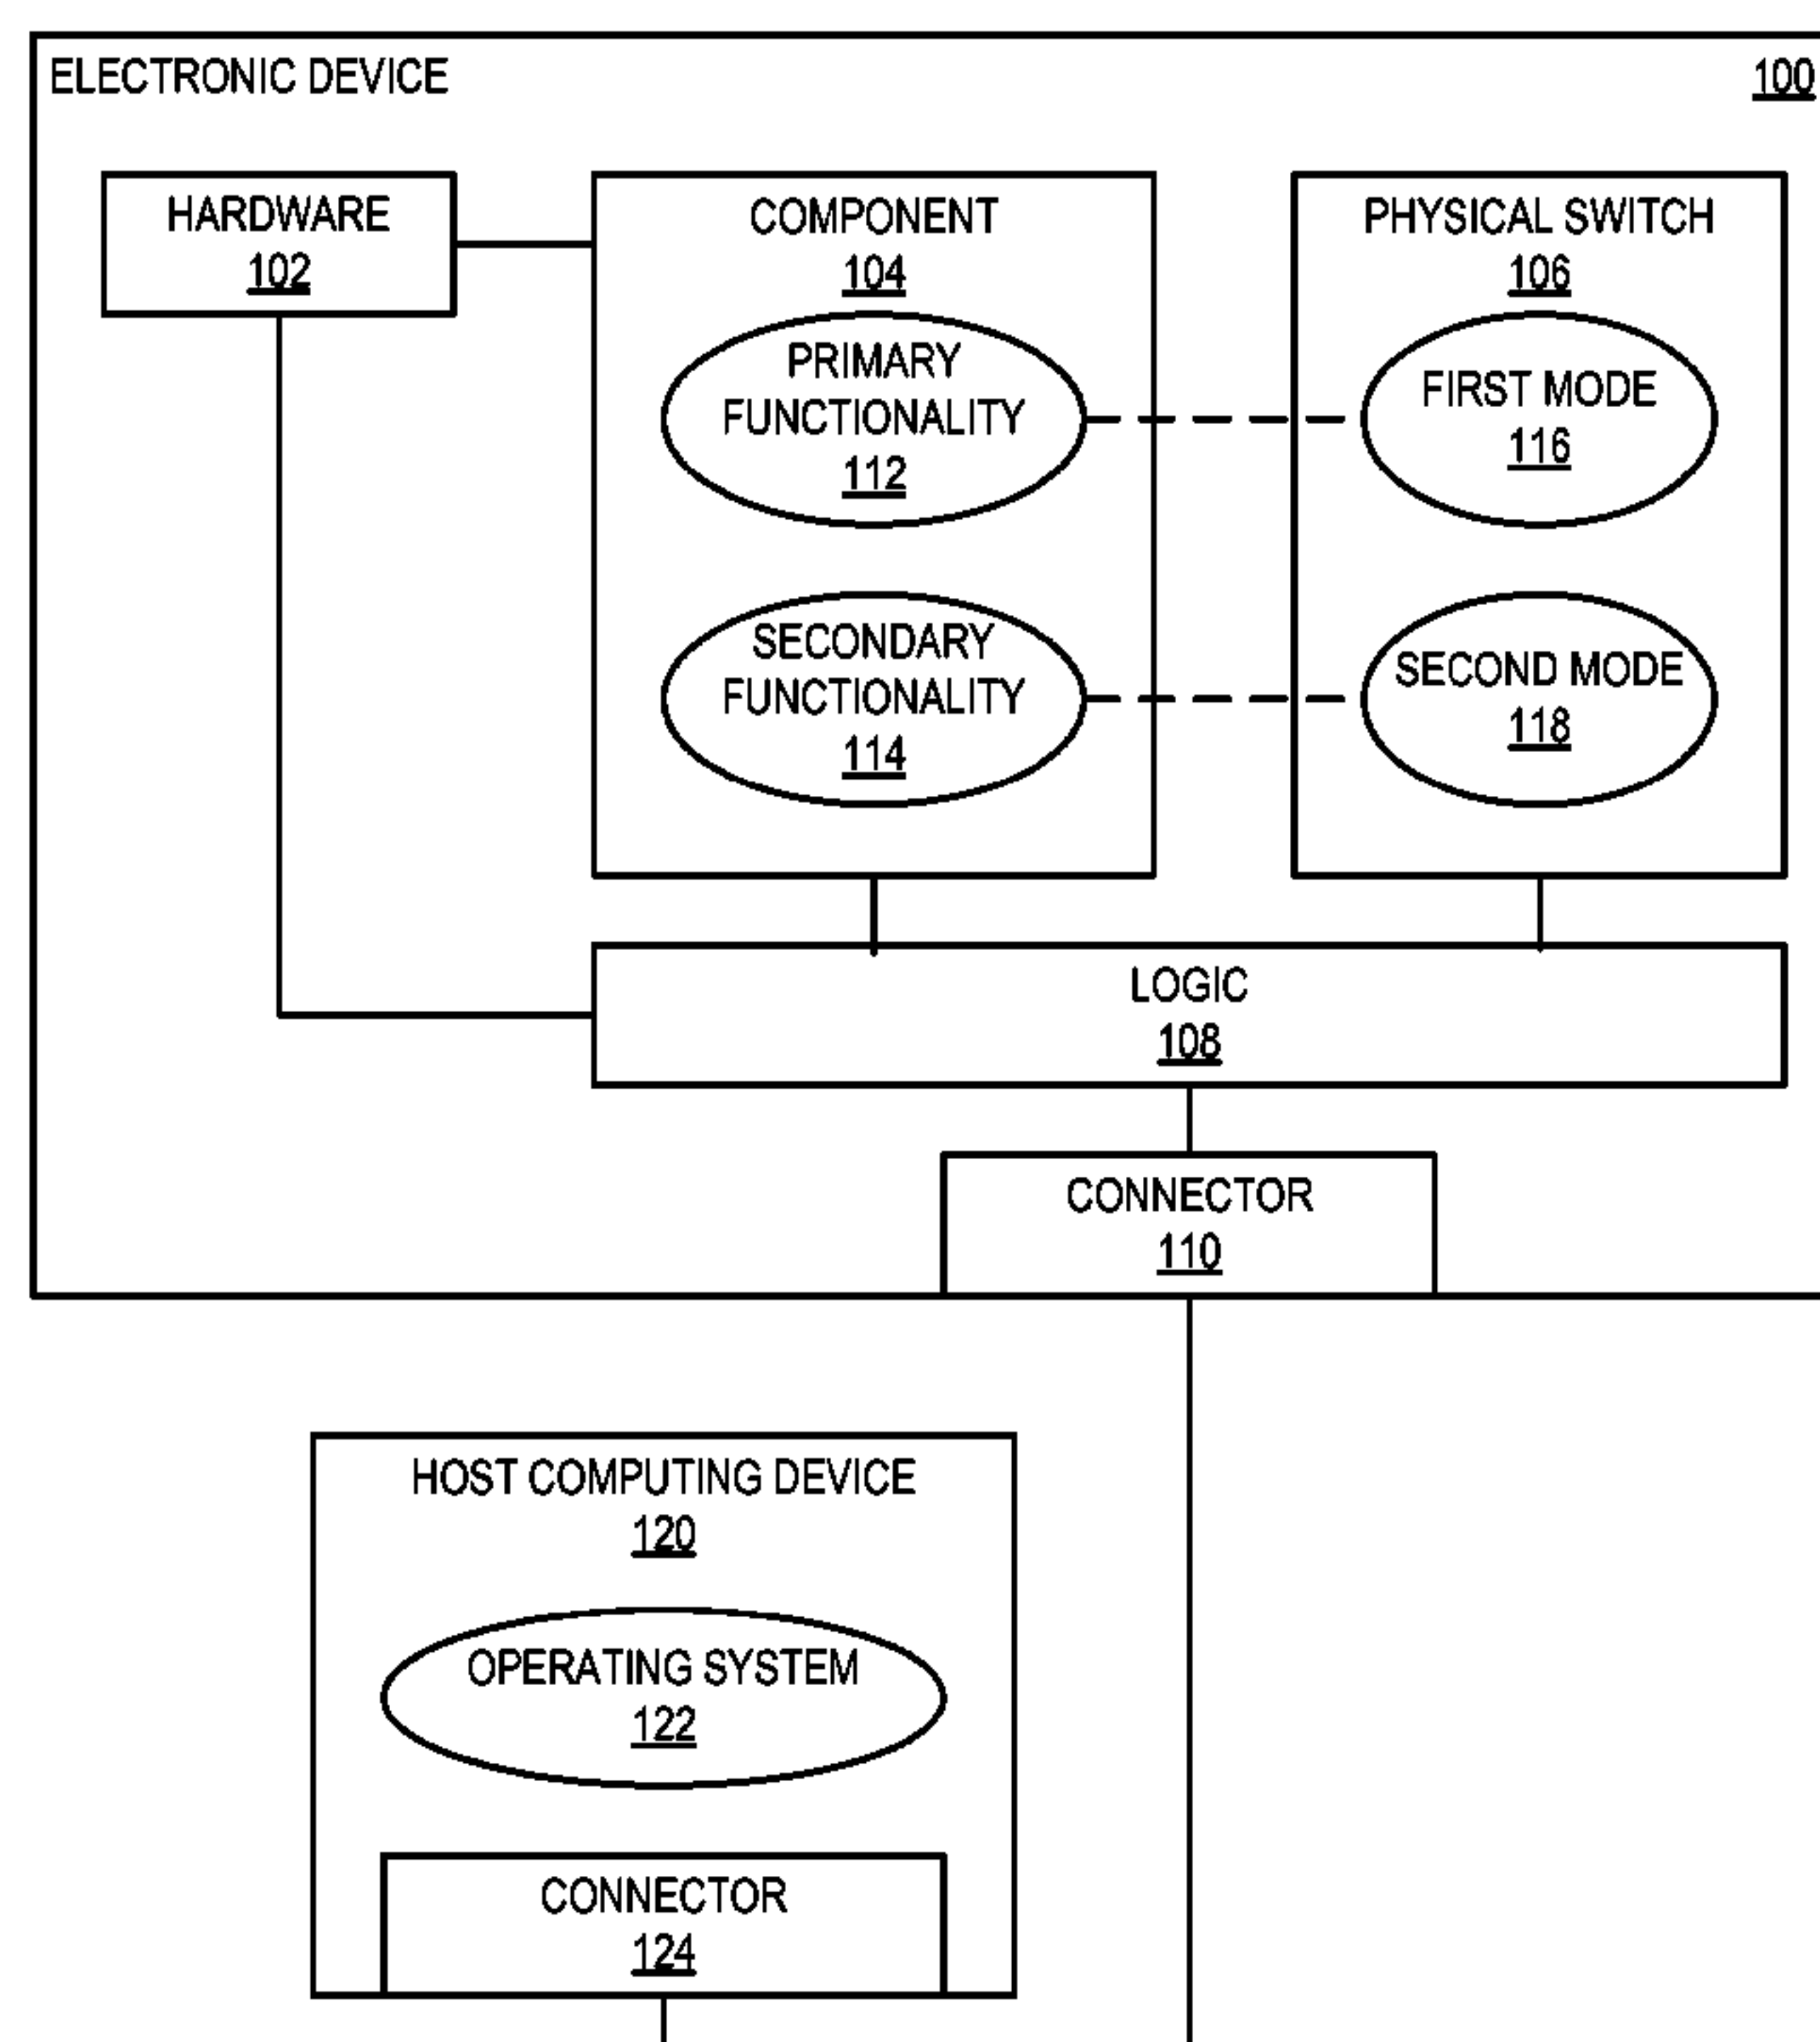 ELECTRONIC DEVICE
100
HARDWARE
102
COMPONENT
104
PRIMARY
FUNCTIONALITY
112
SECONDARY
FUNCTIONALITY
114
PHYSICAL SWITCH
106
FIRST MODE
116
SECOND MODE
118
LOGIC
108
CONNECTOR
110
HOST COMPUTING DEVICE
120
OPERATING SYSTEM
122
CONNECTOR
124